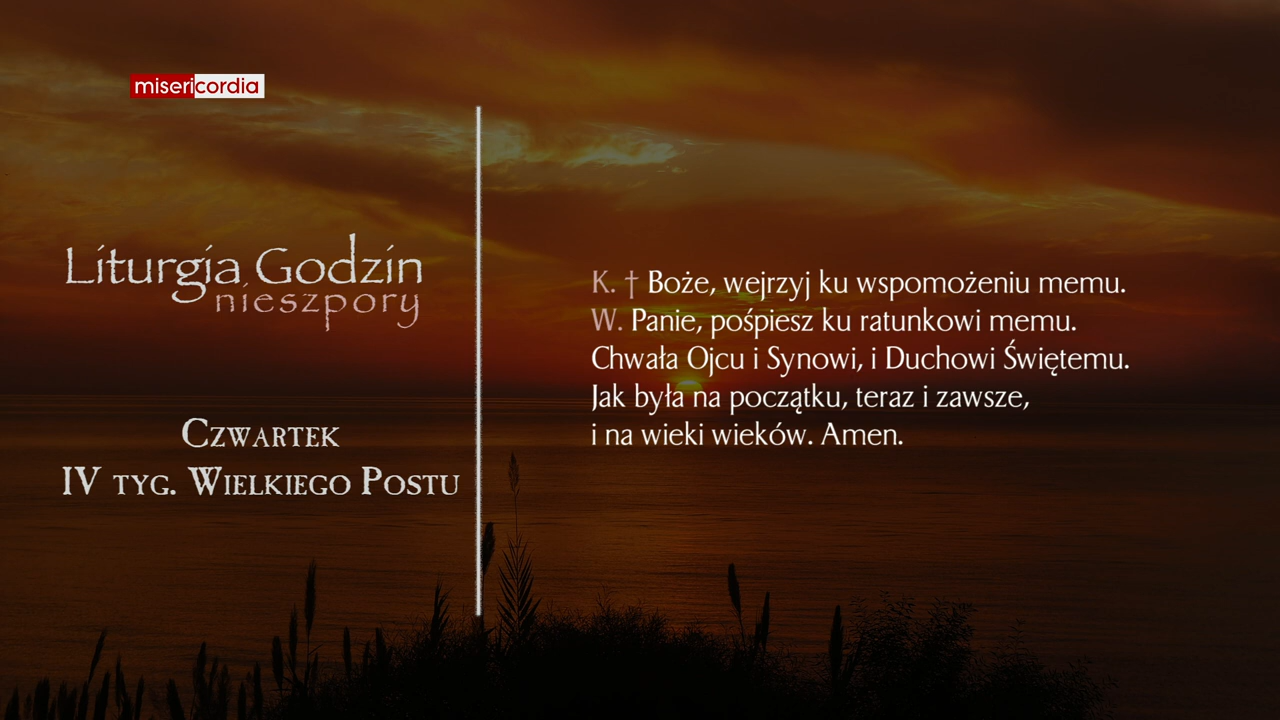 misericordia
Liturgia Godzin
nieszpory
Czwartek
IV tyg. Wielkiego Postu
K. † Boże, wejrzyj ku wspomożeniu memu.
W. Panie, pośpiesz ku ratunkowi memu.
Chwała Ojcu i Synowi, i Duchowi Świętemu.
Jak była na początku, teraz i zawsze,
i na wieki wieków. Amen.